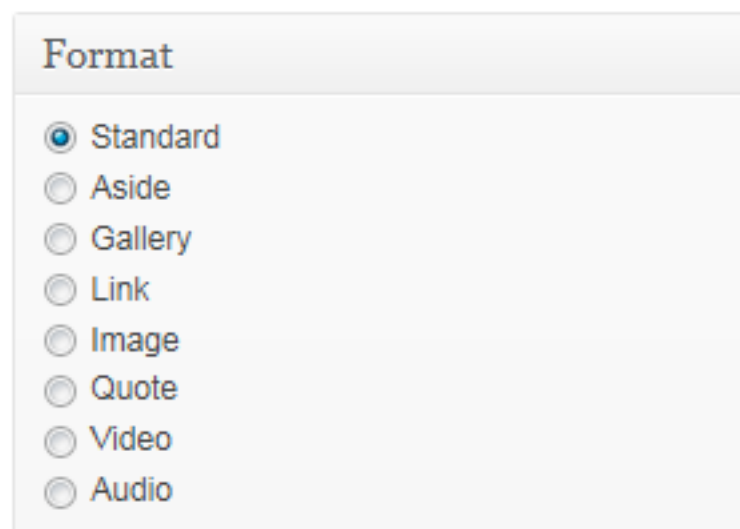 Format
Standard
Aside
Gallery
Link
Image
Quote
Video
Audio